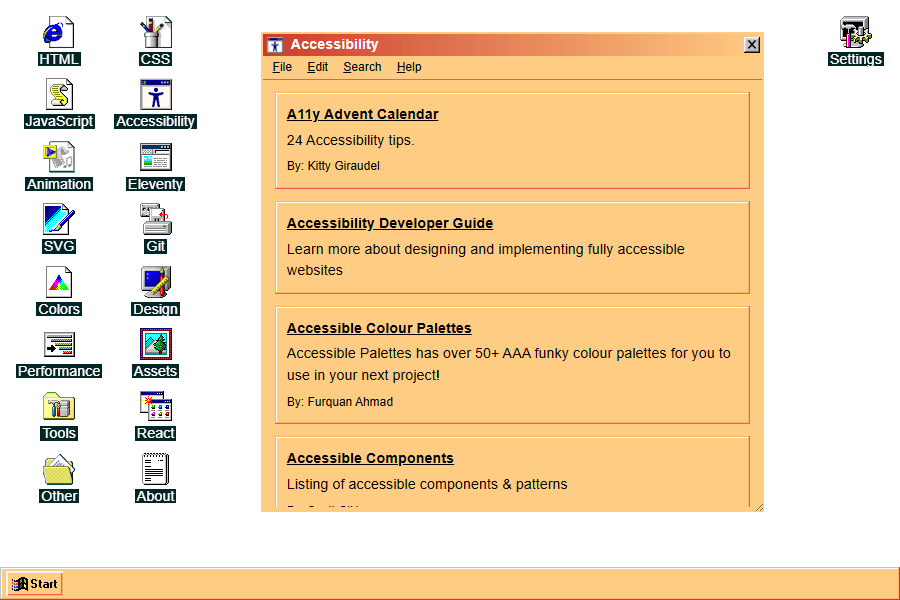 HTML
CSS
JavaScript
Accessibility
Animation
Eleventy
SVG
Git
Colors
Design
Performance
Assets
Tools
React
Other
About
Accessibility
File Edit Search Help
A11y Advent Calendar
24 Accessibility tips.
By: Kitty Giraudel
Accessibility Developer Guide
Learn more about designing and implementing fully accessible
websites
Accessible Colour Palettes
Accessible Palettes has over 50+ AAA funky colour palettes for you to
use in your next project!
By: Furquan Ahmad
Accessible Components
Listing of accessible components & patterns
Settings
Start